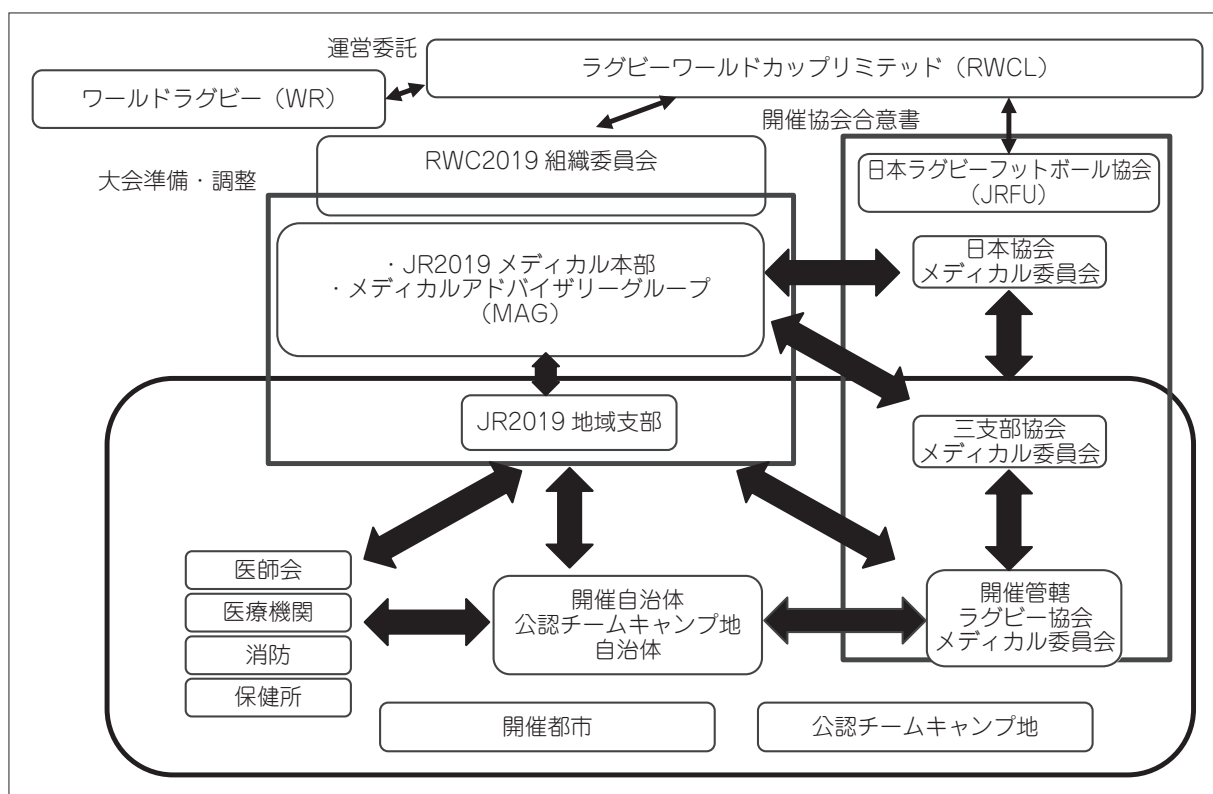 運営委託
ラグビーワールドカップリミテッド（RWCL）
ワールドラグビー（WR）
開催協会合意書
RWC2019 組織委員会
大会準備・調整
日本ラグビーフットボール協会
（JRFU）
・JR2019 メディカル本部
・メディカルアドバイザリーグループ
（MAG）
日本協会
メディカル委員会
JR2019 地域支部
三支部協会
メディカル委員会
医師会
医療機関
消防
保健所
開催自治体
公認チームキャンプ地
自治体
開催管轄
ラグビー協会
メディカル委員会
開催都市
公認チームキャンプ地